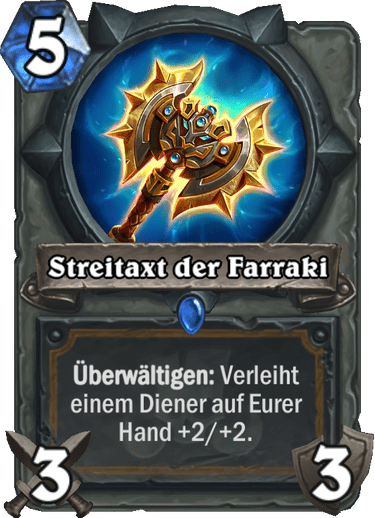 5
Streitaxt der Farraki
Überwältigen: Verleiht
einem Diener auf Eurer
Hand +2/+2.
3
3